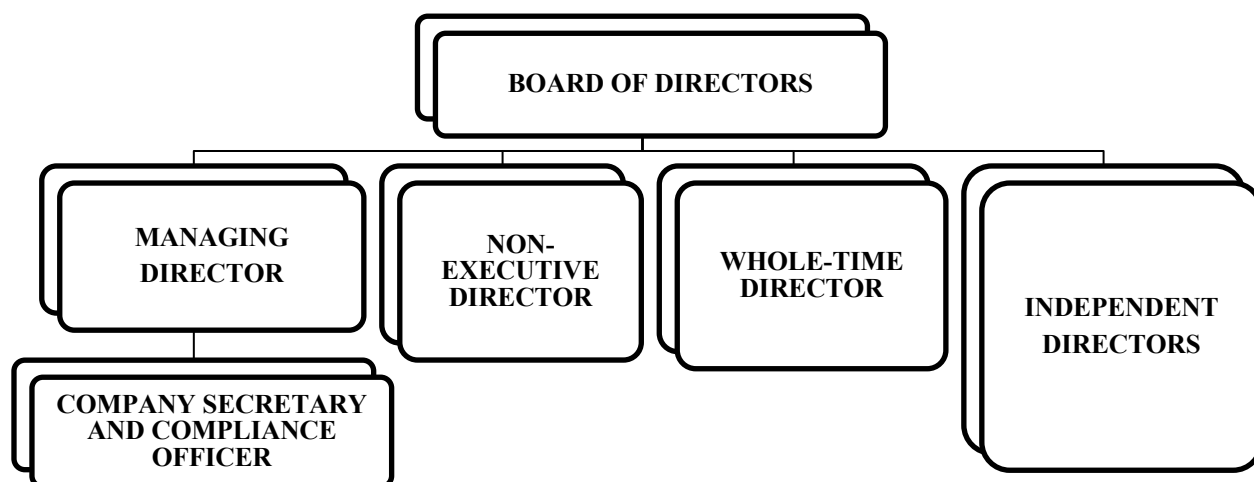 BOARD OF DIRECTORS
MANAGING
DIRECTOR
NON-
EXECUTIVE
DIRECTOR
WHOLE-TIME
DIRECTOR
INDEPENDENT
DIRECTORS
COMPANY SECRETARY
AND COMPLIANCE
OFFICER